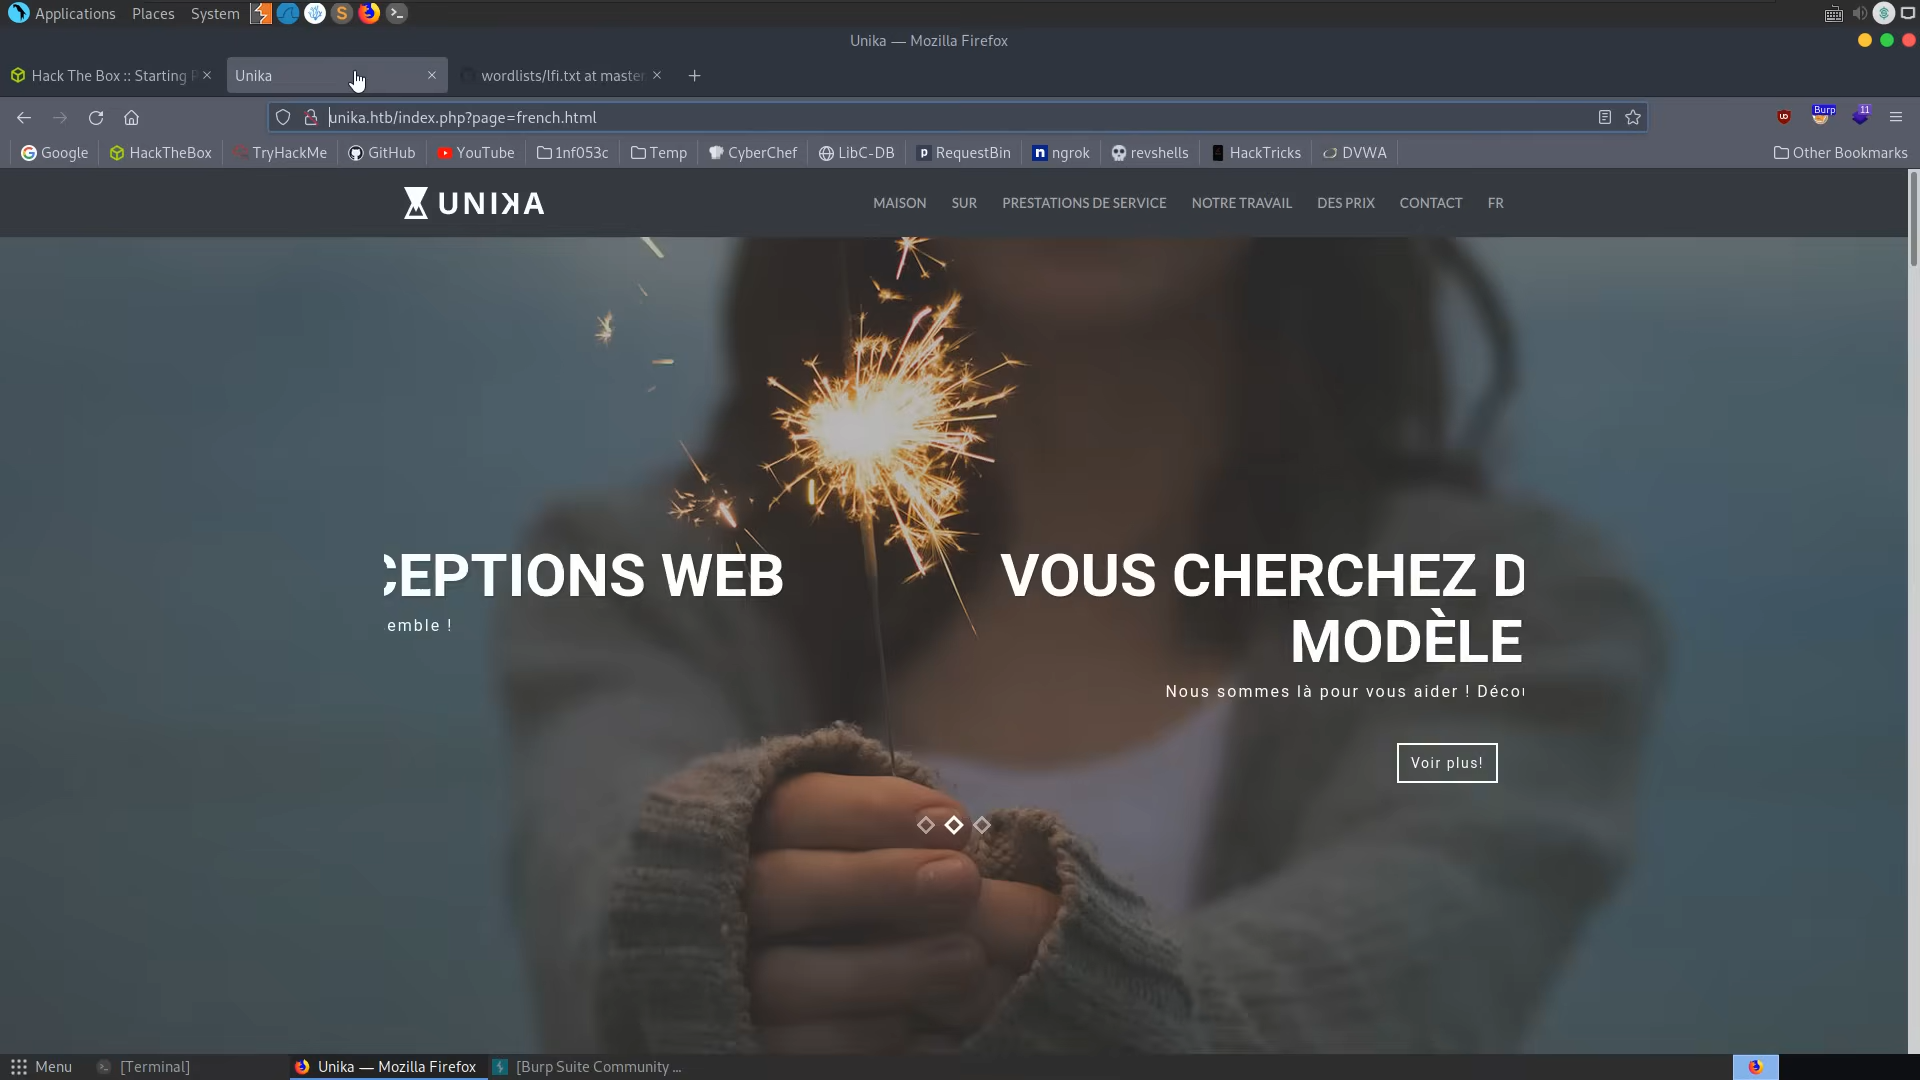 Applications Places System
Unika — Mozilla Firefox
Hack The Box :: Starting P
Unika
wordlists/lfi.txt at master
unika.htb/index.php?page=french.html
Burp
11
Google HackTheBox TryHackMe GitHub YouTube 1nf053c Temp CyberChef LibC-DB RequestBin ngrok revshells HackTricks DVWA Other Bookmarks
UNIKA MAISON SUR PRESTATIONS DE SERVICE NOTRE TRAVAIL DES PRIX CONTACT FR
CEPTIONS WEB
emble !
VOUS CHERCHEZ D
MODÈLE
Nous sommes là pour vous aider ! Décou
Voir plus!
Menu [Terminal] Unika — Mozilla Firefox [Burp Suite Community ...